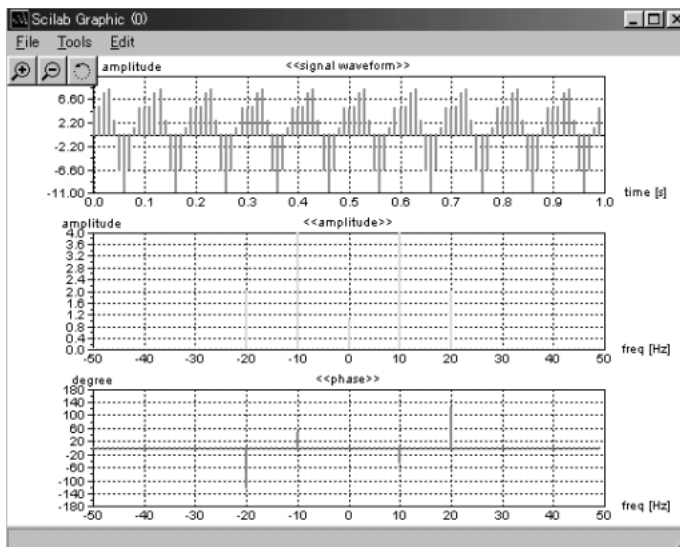 Scilab Graphic (0)
File Tools Edit
amplitude <<signal waveform>>
6.60
2.20
-2.20
-6.60
-11.00
0.0 0.1 0.2 0.3 0.4 0.5 0.6 0.7 0.8 0.9 1.0
time [s]
amplitude <<amplitude>>
4.0
3.6
3.2
2.8
2.4
2.0
1.6
1.2
0.8
0.4
0.0
-50 -40 -30 -20 -10 0 10 20 30 40 50
freq [Hz]
degree <<phase>>
180
140
100
60
20
-20
-60
-100
-140
-180
-50 -40 -30 -20 -10 0 10 20 30 40 50
freq [Hz]